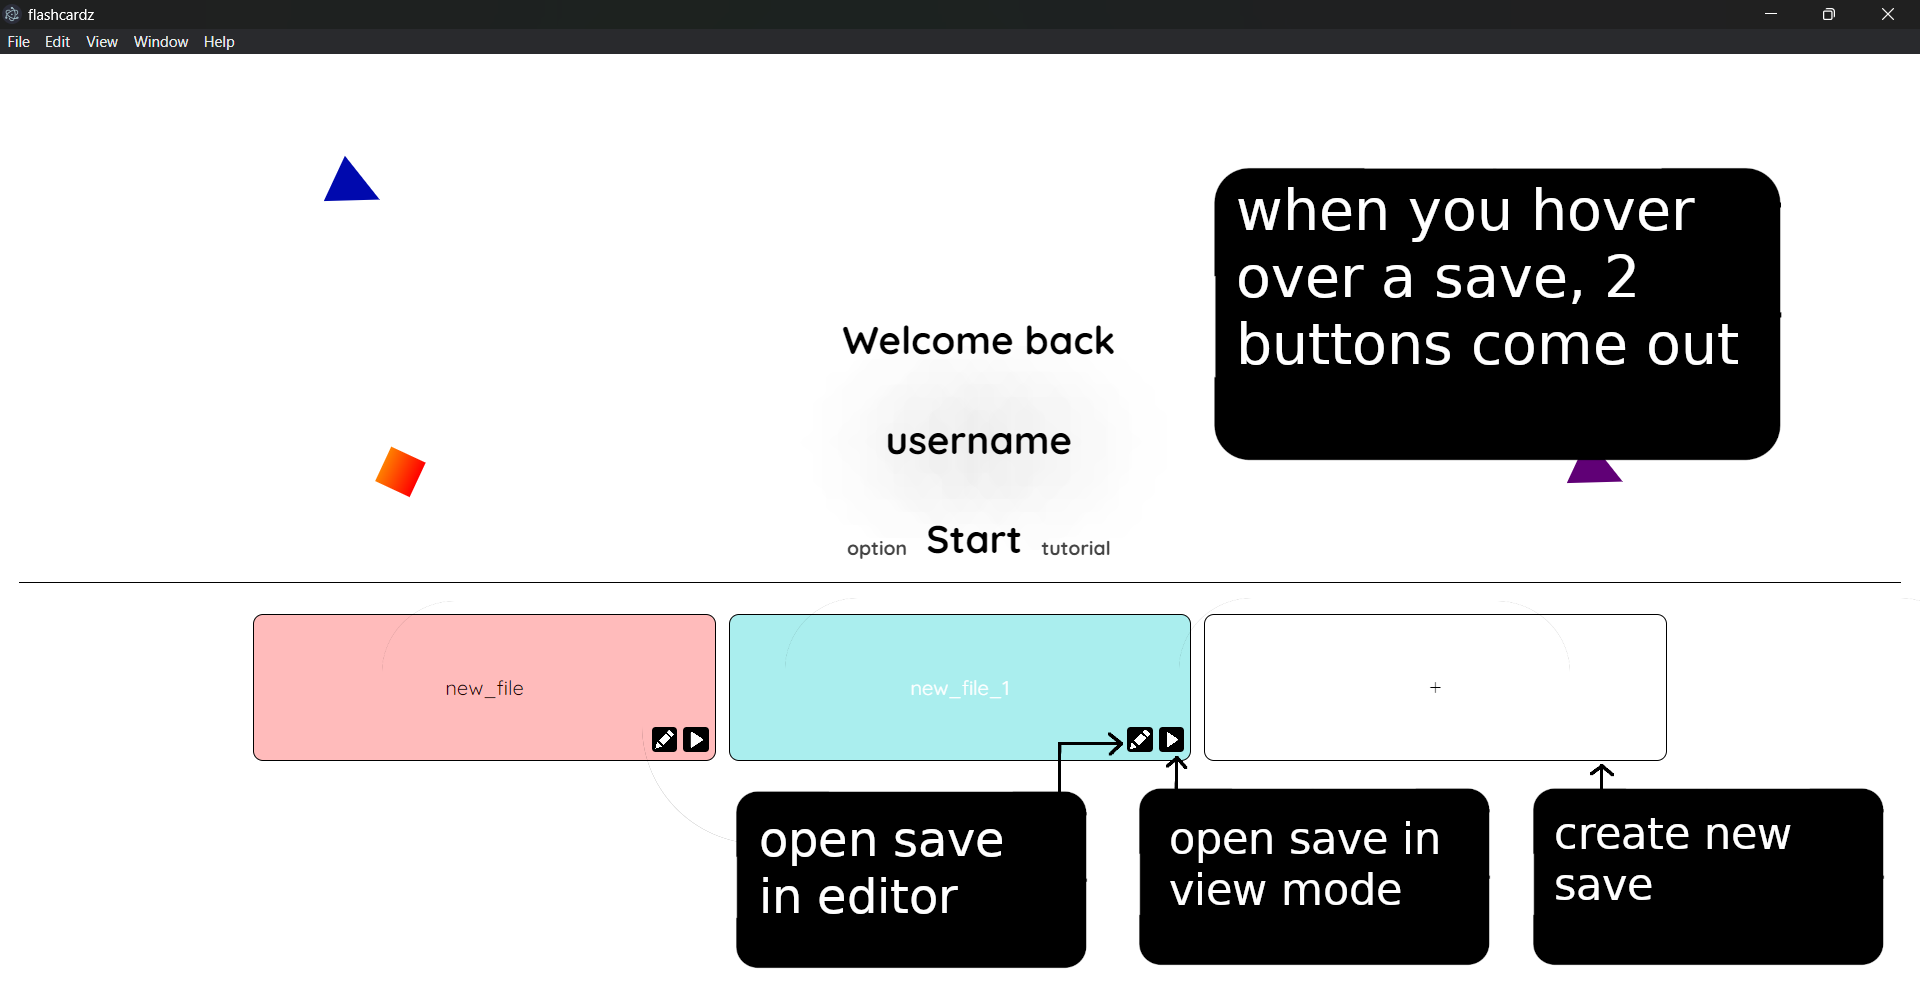 flashcardz
File Edit View Window Help
when you hover
over a save, 2
buttons come out
Welcome back
username
option Start tutorial
new_file
new_file_1
+
open save
in editor
open save in
view mode
create new
save